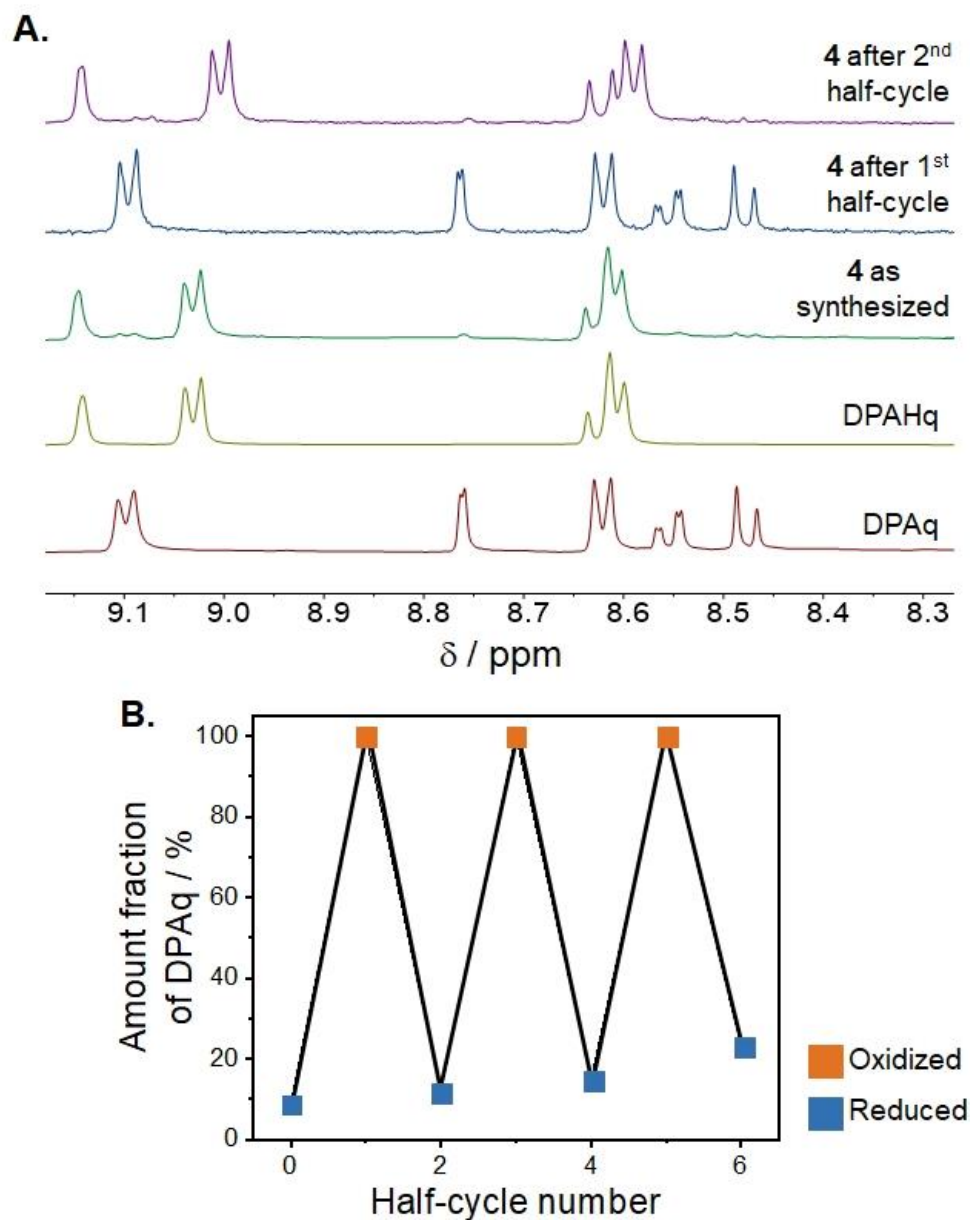 A.
4 after 2nd
half-cycle
4 after 1st
half-cycle
4 as
synthesized
DPAHq
DPAq
9.1 9.0 8.9 8.8 8.7 8.6 8.5 8.4 8.3
δ / ppm
B.
100
80
60
40
20
0
Amount fraction
of DPAq / %
0 2 4 6
Half-cycle number
Oxidized
Reduced